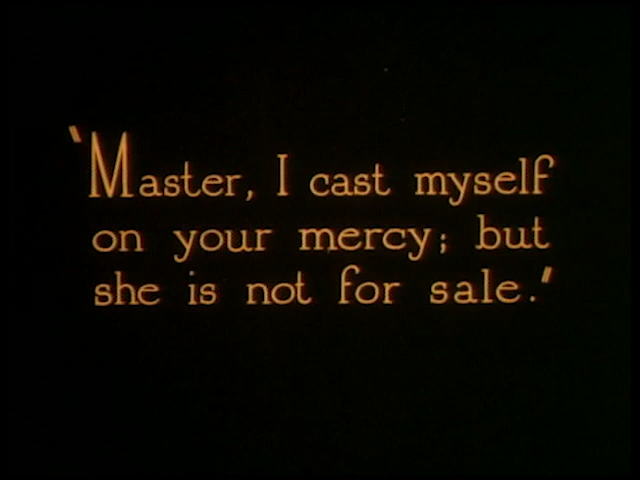 'Master, I cast myself
on your mercy; but
she is not for sale.'